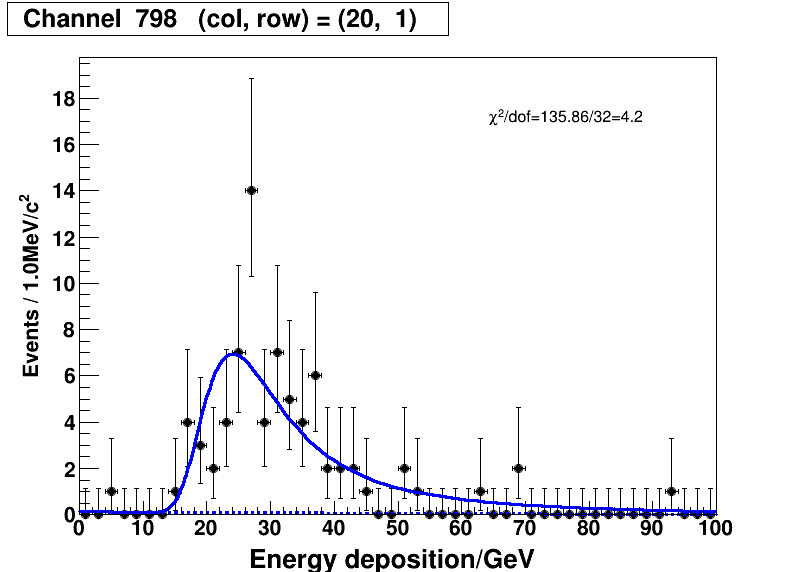 Channel 798 (col, row) = (20, 1)
χ²/dof=135.86/32=4.2
Events / 1.0MeV/c²
18
16
14
12
10
8
6
4
2
0
0 10 20 30 40 50 60 70 80 90 100
Energy deposition/GeV